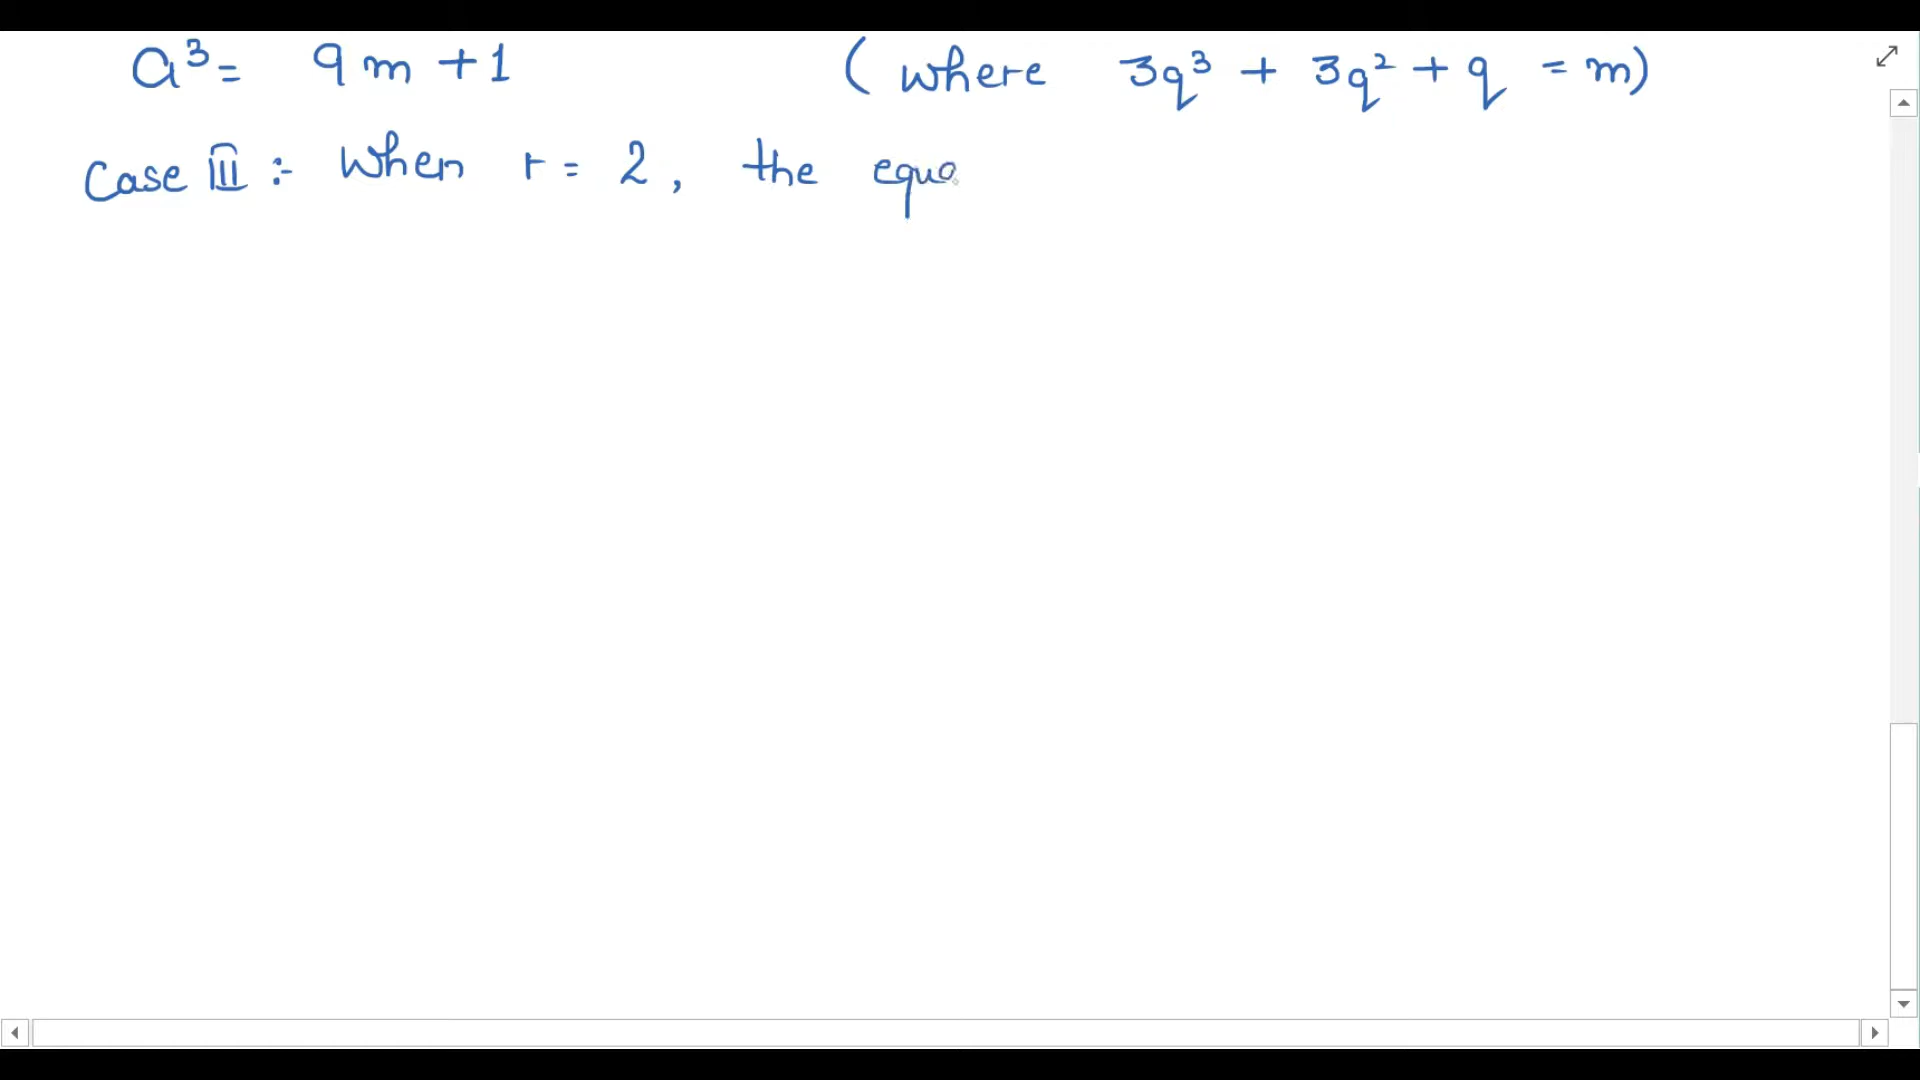 a³ = 9m + 1 (where 3q³ + 3q² + q = m)
Case III :- When r = 2, the equa